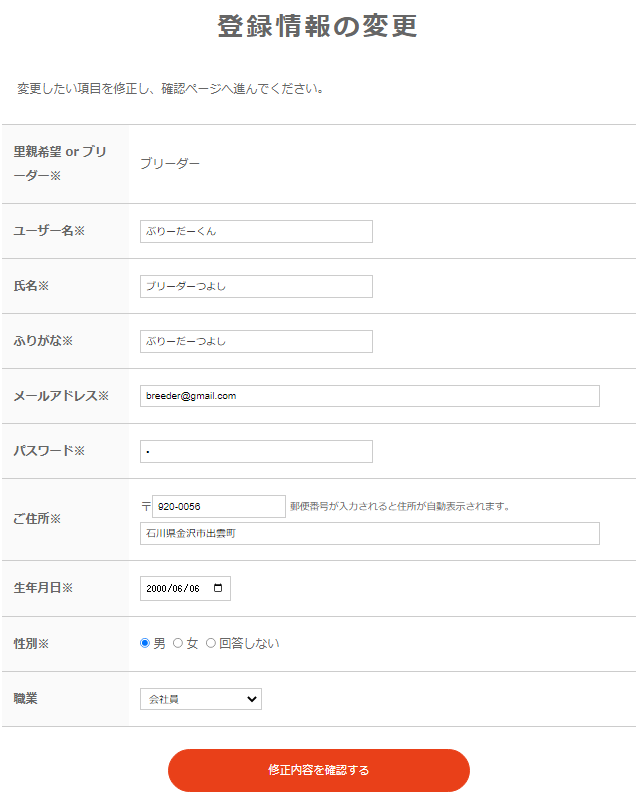 登録情報の変更
変更したい項目を修正し、確認ページへ進んでください。
里親希望 or ブリ
ーダー※
ブリーダー
ユーザー名※
ぶりーだーくん
氏名※
ブリーダーつよし
ふりがな※
ぶりーだーつよし
メールアドレス※
breeder@gmail.com
パスワード※
•
ご住所※
〒 920-0056 郵便番号が入力されると住所が自動表示されます。
石川県金沢市出雲町
生年月日※
2000/06/06
性別※
男 女 回答しない
職業
会社員
修正内容を確認する